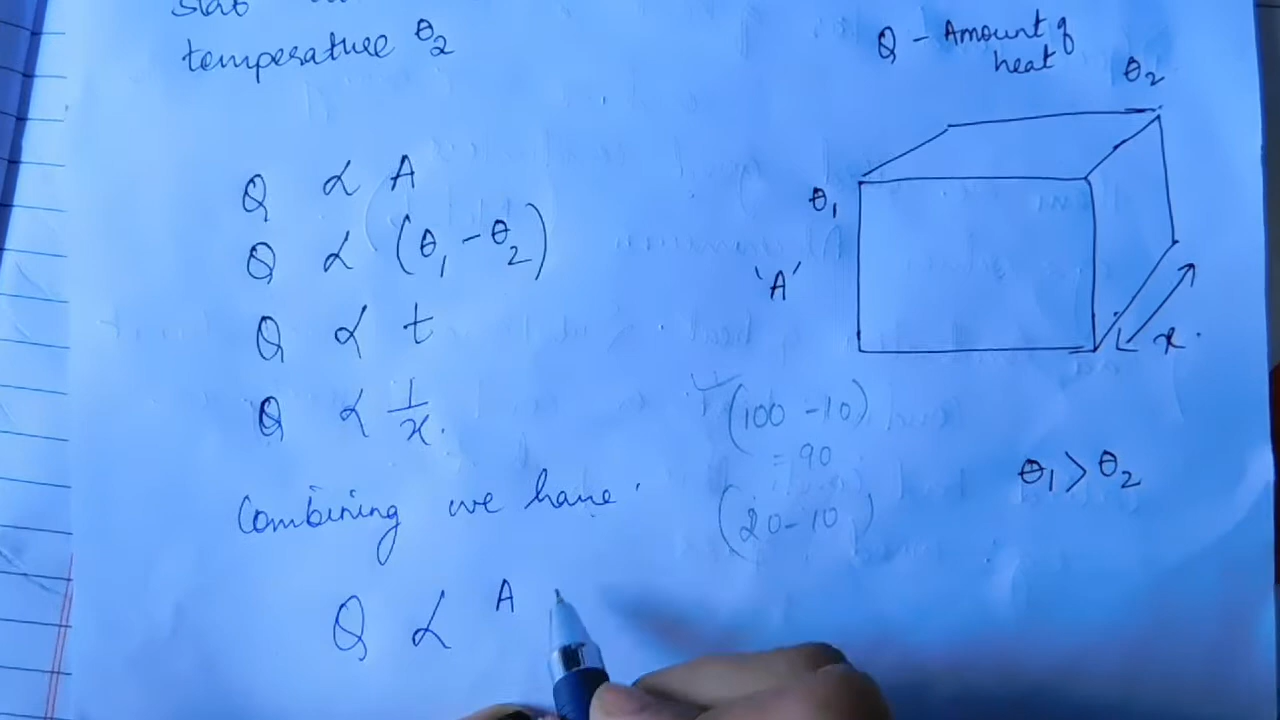 slab
temperature θ₂
Q - Amount of
heat
θ₂
Q ∝ A
Q ∝ (θ₁ - θ₂)
Q ∝ t
Q ∝ 1/x.
θ₁
'A'
x.
(100 - 10)
= 90
(20 - 10)
θ₁ > θ₂
Combining we have
Q ∝ A